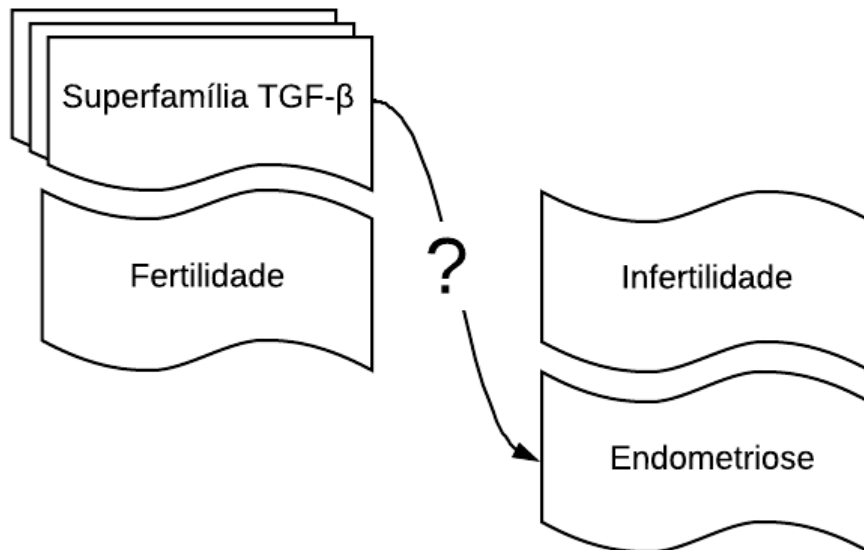 Superfamília TGF-β
Fertilidade
?
Infertilidade
Endometriose